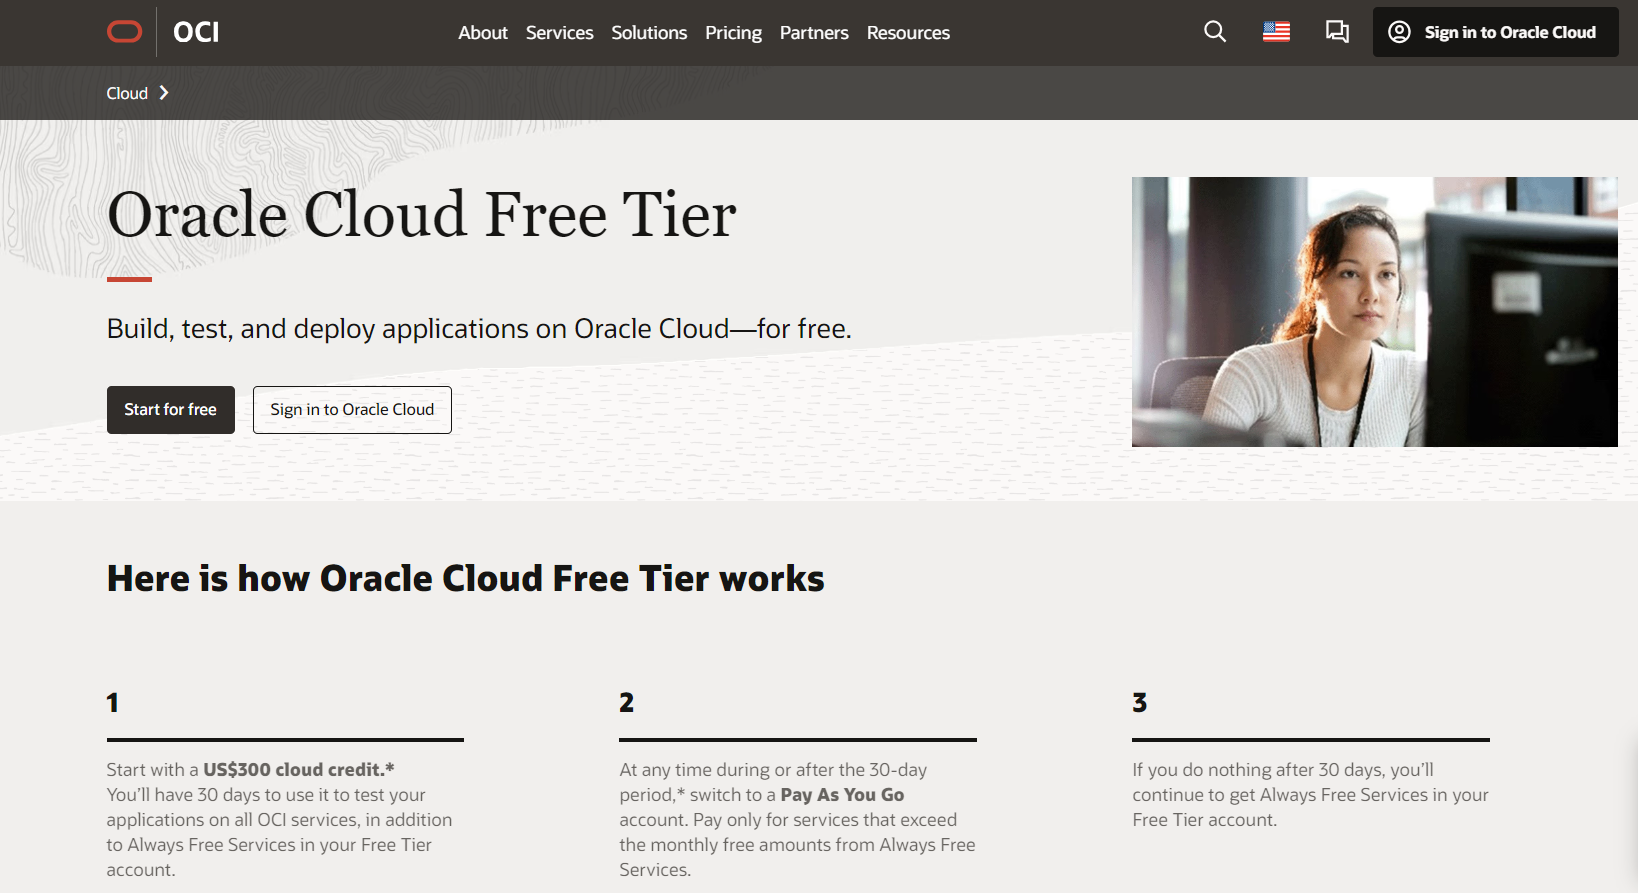 OCI
About Services Solutions Pricing Partners Resources
Sign in to Oracle Cloud
Cloud
Oracle Cloud Free Tier
Build, test, and deploy applications on Oracle Cloud—for free.
Start for free
Sign in to Oracle Cloud
Here is how Oracle Cloud Free Tier works
1
Start with a US$300 cloud credit.*
You’ll have 30 days to use it to test your
applications on all OCI services, in addition
to Always Free Services in your Free Tier
account.
2
At any time during or after the 30-day
period,* switch to a Pay As You Go
account. Pay only for services that exceed
the monthly free amounts from Always Free
Services.
3
If you do nothing after 30 days, you’ll
continue to get Always Free Services in your
Free Tier account.